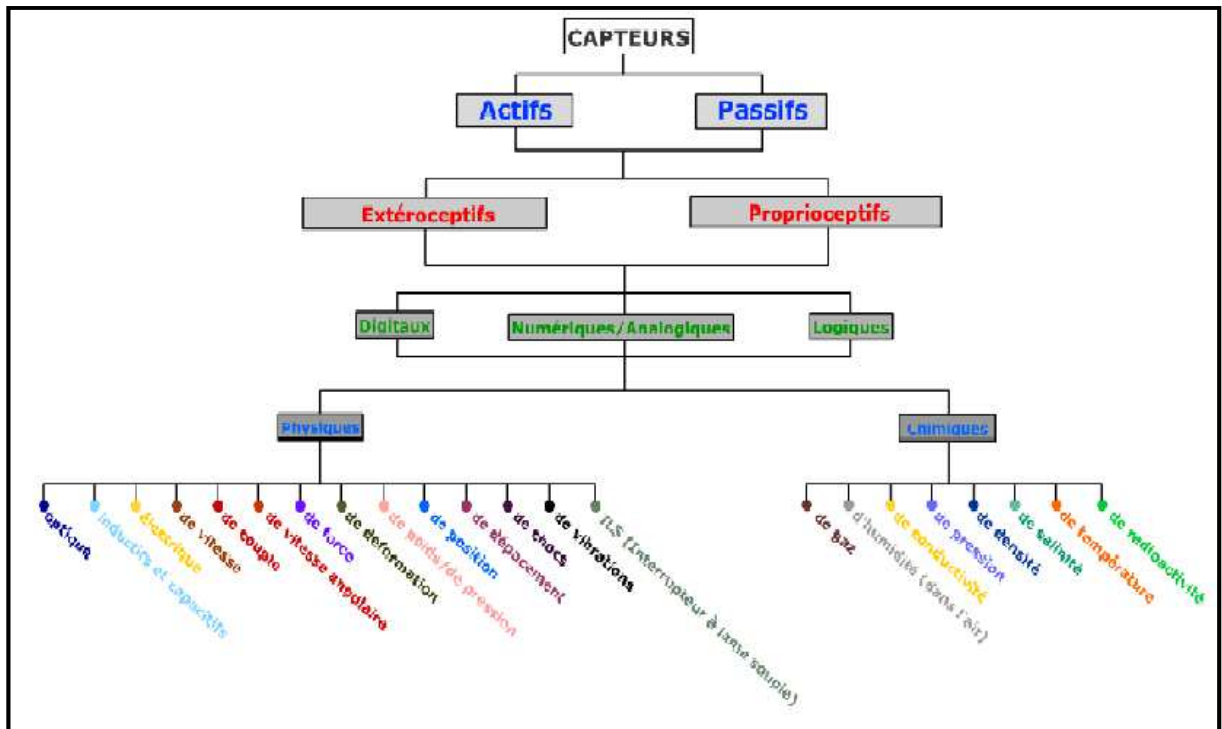 CAPTEURS
Actifs
Passifs
Extéroceptifs
Proprioceptifs
Digitaux
Numériques/Analogiques
Logiques
Physiques
Chimiques
optique
inductifs et capacitifs
de vitesse
de couple
de vitesse angulaire
de force
de déformation
de poids/de pression
de position
de dépacement
de chocs
de vibrations
ILS (Interrupteur à lame souple)
de gaz
d'humidité (dans l'air)
de conductivité
de pression
de densité
de salinité
de température
de radioactivité